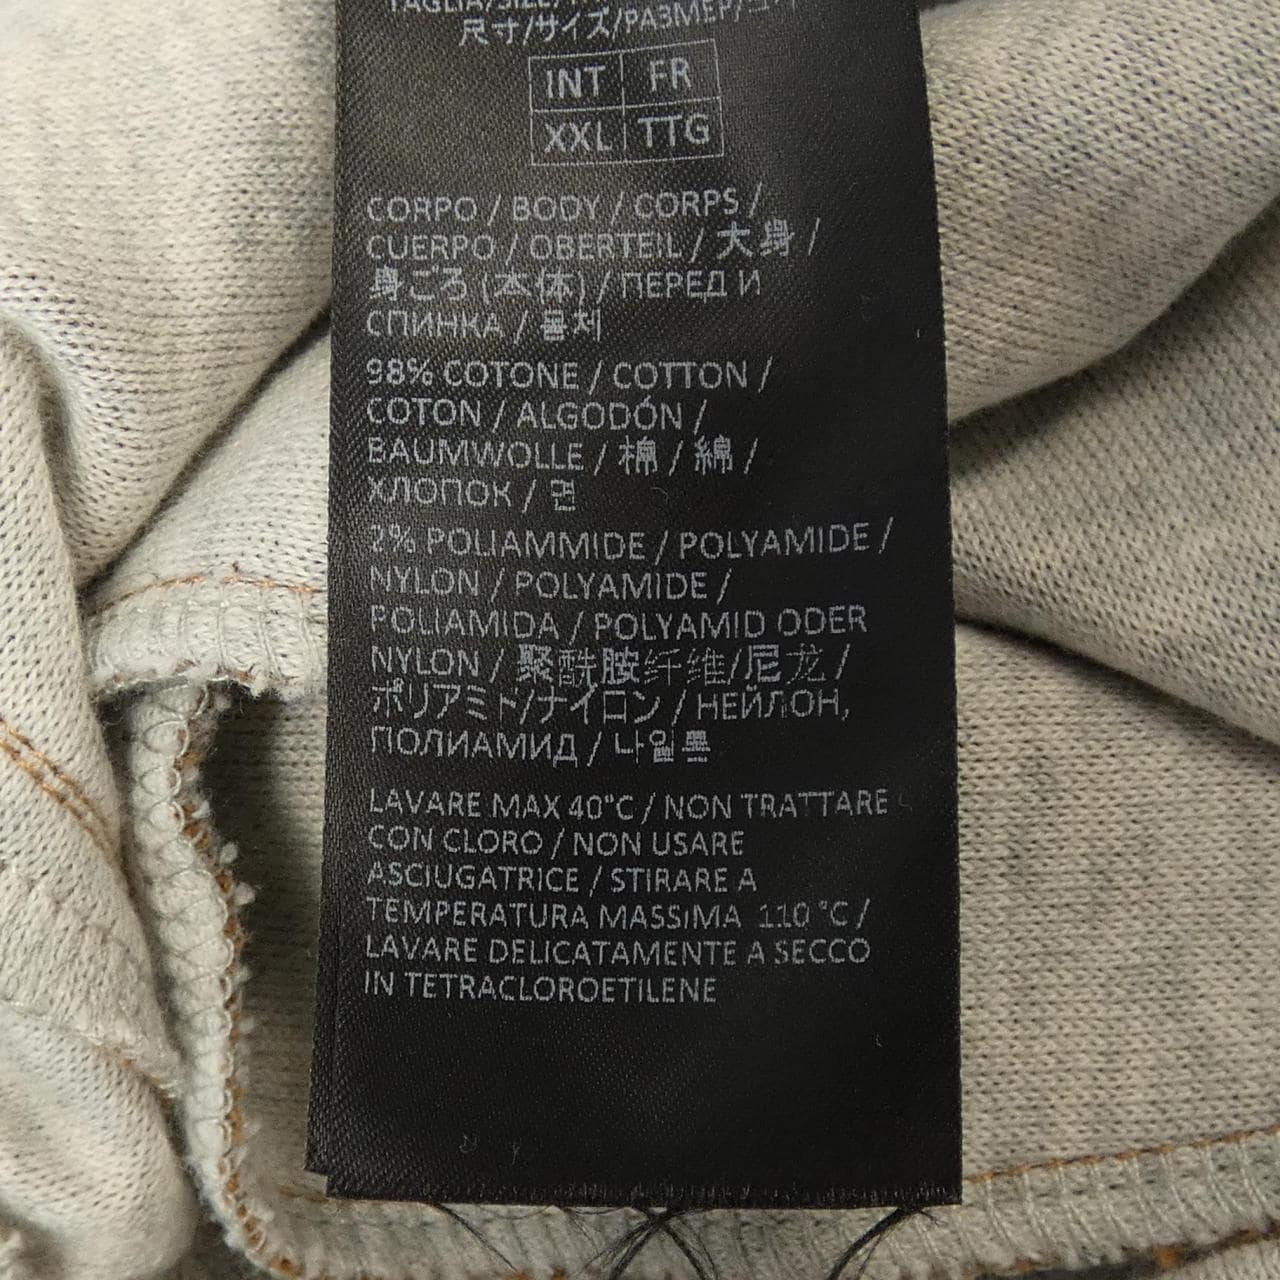 尺寸/サイズ/РАЗМЕР/
INT FR
XXL TTG
CORPO / BODY / CORPS /
CUERPO / OBERTEIL / 大身 /
身ごろ (本体) / ПЕРЕД И
СПИНКА / 몸체
98% COTONE / COTTON /
COTON / ALGODÓN /
BAUMWOLLE / 棉 / 綿 /
ХЛОПОК / 면
2% POLIAMMIDE / POLYAMIDE /
NYLON / POLYAMIDE /
POLIAMIDA / POLYAMID ODER
NYLON / 聚酰胺纤维/尼龙 /
ポリアミド/ナイロン / НЕЙЛОН,
ПОЛИАМИД / 나일론
LAVARE MAX 40°C / NON TRATTARE
CON CLORO / NON USARE
ASCIUGATRICE / STIRARE A
TEMPERATURA MASSIMA 110 °C /
LAVARE DELICATAMENTE A SECCO
IN TETRACLOROETILENE